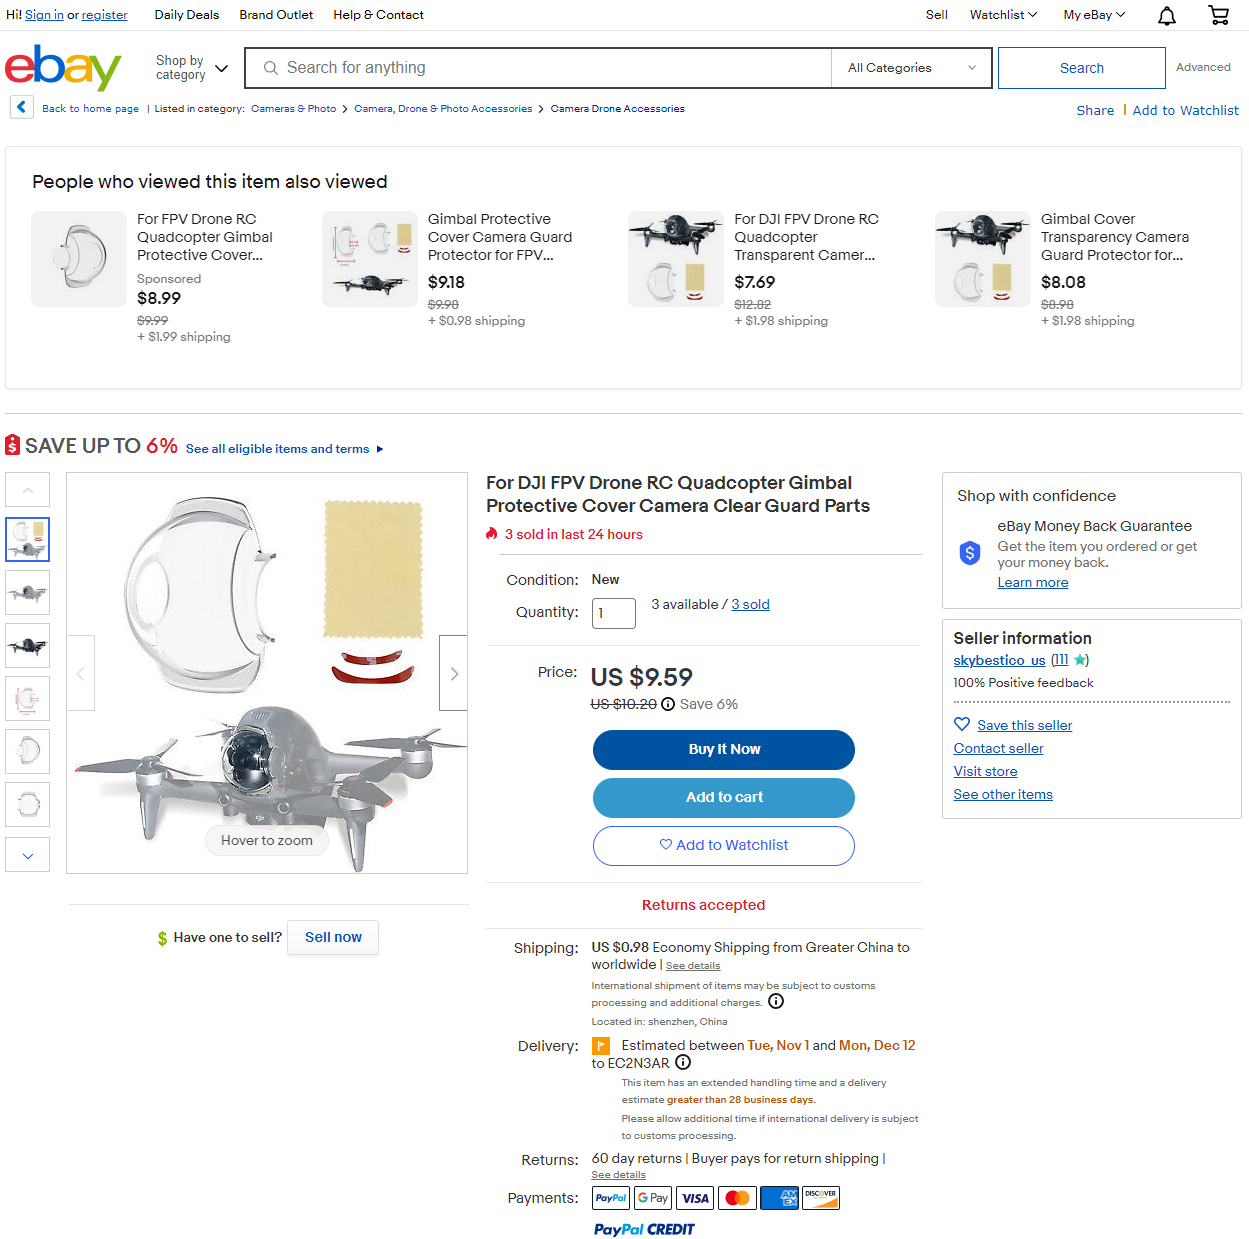 Hi! Sign in or register Daily Deals Brand Outlet Help & Contact Sell Watchlist My eBay
ebay
Shop by category
Search for anything
All Categories
Search
Advanced
Back to home page | Listed in category: Cameras & Photo > Camera, Drone & Photo Accessories > Camera Drone Accessories
Share | Add to Watchlist
People who viewed this item also viewed
For FPV Drone RC
Quadcopter Gimbal
Protective Cover...
Sponsored
$8.99
$9.99
+ $1.99 shipping
Gimbal Protective
Cover Camera Guard
Protector for FPV...
$9.18
$9.98
+ $0.98 shipping
For DJI FPV Drone RC
Quadcopter
Transparent Camer...
$7.69
$12.82
+ $1.98 shipping
Gimbal Cover
Transparency Camera
Guard Protector for...
$8.08
$8.98
+ $1.98 shipping
SAVE UP TO 6% See all eligible items and terms
Hover to zoom
Have one to sell? Sell now
For DJI FPV Drone RC Quadcopter Gimbal
Protective Cover Camera Clear Guard Parts
3 sold in last 24 hours
Condition: New
Quantity: 1 3 available / 3 sold
Price: US $9.59
US $10.20 Save 6%
Buy It Now
Add to cart
Add to Watchlist
Returns accepted
Shipping: US $0.98 Economy Shipping from Greater China to
worldwide | See details
International shipment of items may be subject to customs
processing and additional charges.
Located in: shenzhen, China
Delivery: Estimated between Tue, Nov 1 and Mon, Dec 12
to EC2N3AR
This item has an extended handling time and a delivery
estimate greater than 28 business days.
Please allow additional time if international delivery is subject
to customs processing.
Returns: 60 day returns | Buyer pays for return shipping |
See details
Payments: PayPal G Pay VISA AMEX DISCOVER
PayPal CREDIT
Shop with confidence
eBay Money Back Guarantee
Get the item you ordered or get
your money back.
Learn more
Seller information
skybestico_us (111)
100% Positive feedback
Save this seller
Contact seller
Visit store
See other items